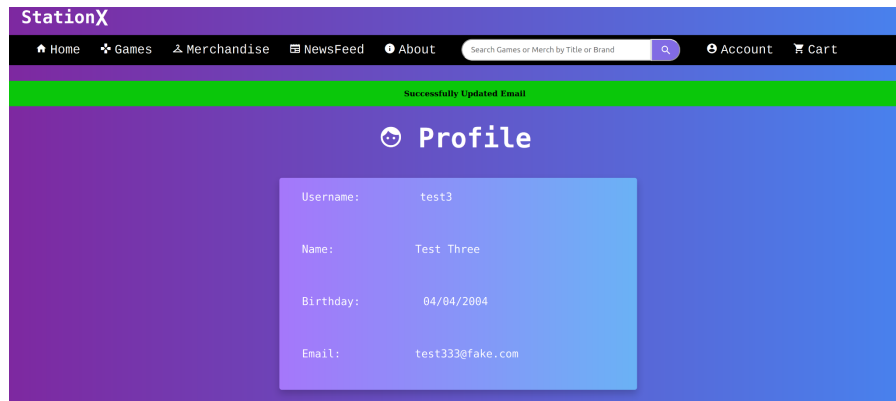 StationX
Home Games Merchandise NewsFeed About Search Games or Merch by Title or Brand Account Cart
Successfully Updated Email
Profile
Username: test3
Name: Test Three
Birthday: 04/04/2004
Email: test333@fake.com